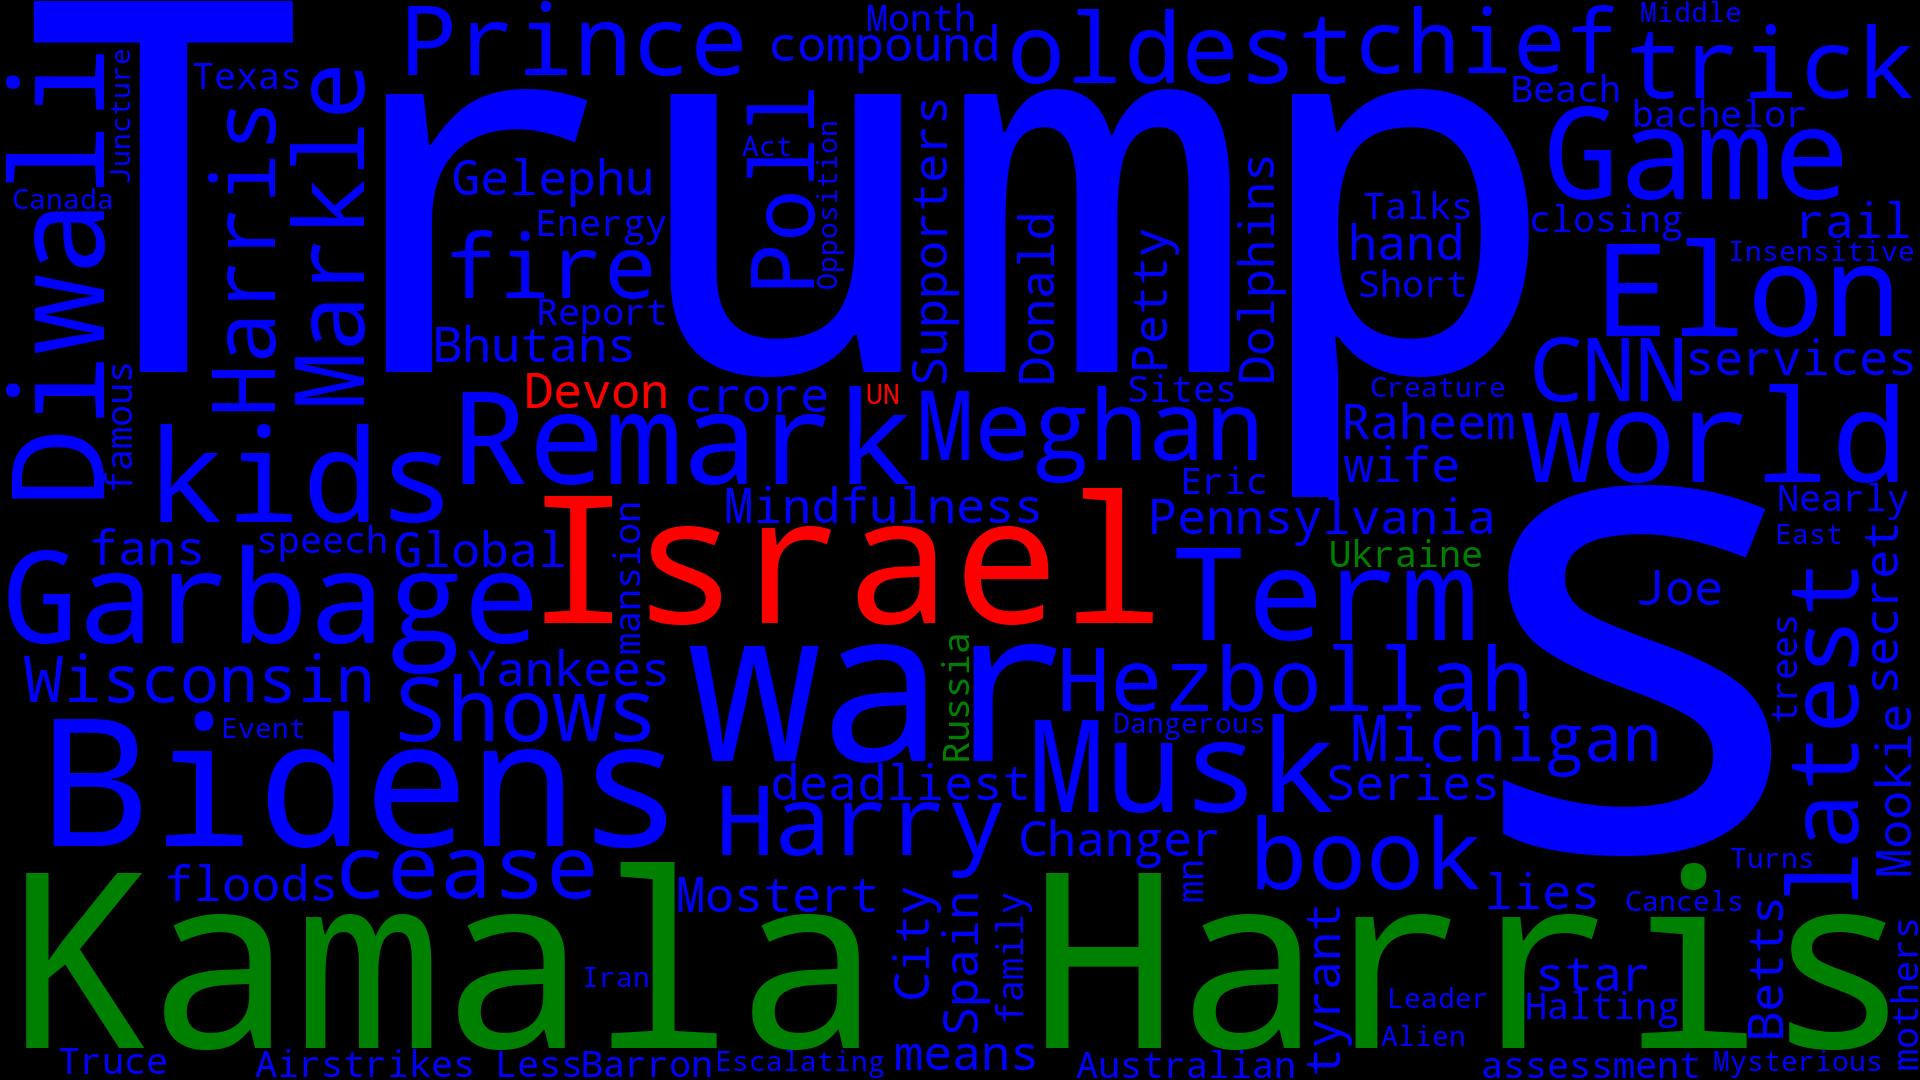 Trump
S
Kamala Harris
Israel
war
Bidens
Diwali
Texas
Juncture
Canada
Harris
Markle
famous
Prince
compound
Month
oldest
chief
Middle
trick
Beach
bachelor
Game
Gelephu
Energy
fire
Report
Bhutans
Poll
Act
Opposition
Supporters
Donald
Petty
Dolphins
Talks
hand
Short
closing
rail
Insensitive
Elon
CNN
services
Devon
crore
UN
Remark
Meghan
Sites
Creature
Raheem
wife
world
kids
Mindfulness
Eric
Pennsylvania
Ukraine
Nearly
East
fans
speech
Global
mansion
Garbage
Term
Joe
latest
secret
trees
Wisconsin
Yankees
Shows
Event
Russia
Hezbollah
Dangerous
Musk
Michigan
Series
Mookie
deadliest
Harry
Changer
book
mn
Turns
floods
cease
Mostert
City
Spain
family
lies
Cancels
Betts
mothers
tyrant
star
Leader
Halting
Alien
Iran
Truce
Airstrikes
Less
Barron
Escalating
means
Australian
assessment
Mysterious